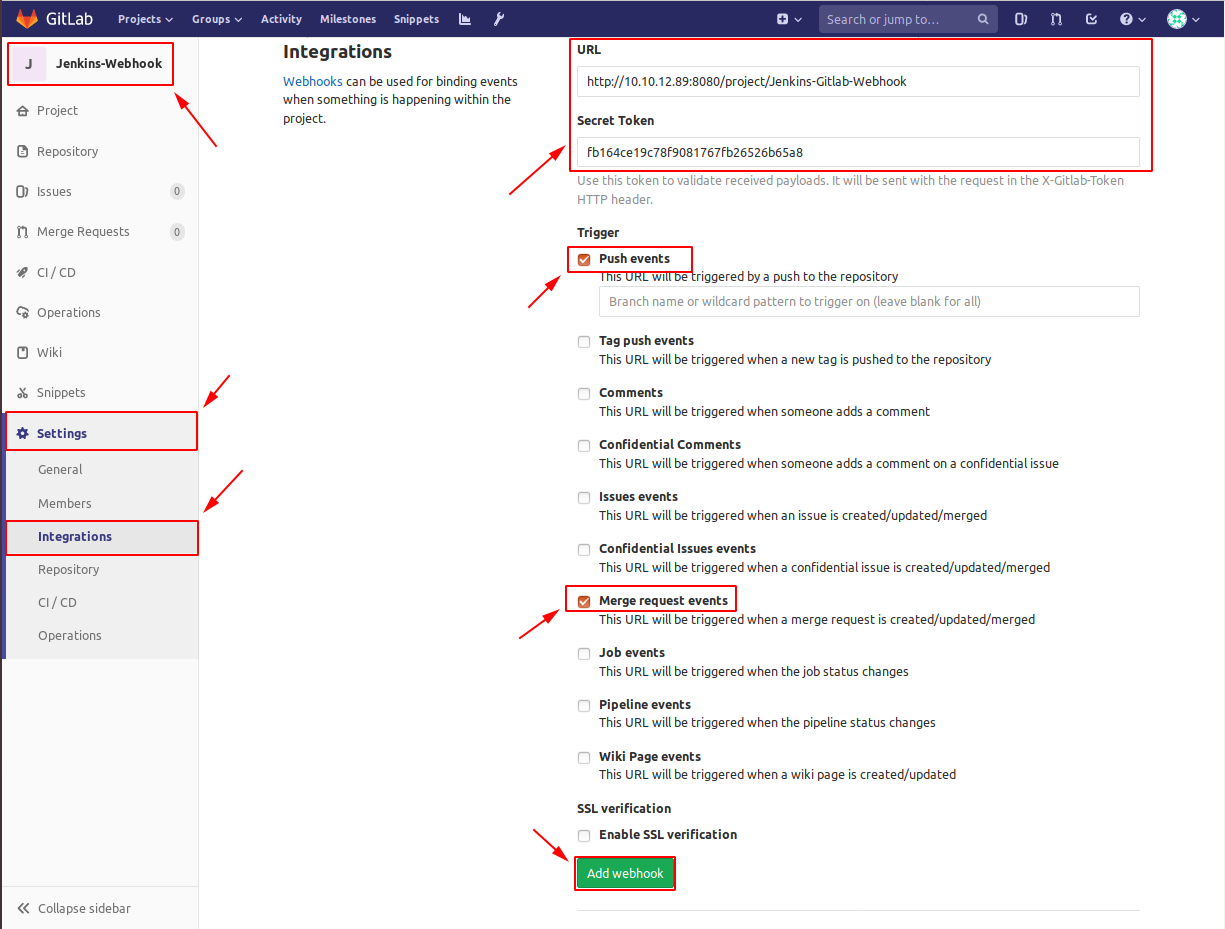 GitLab Projects Groups Activity Milestones Snippets Search or jump to...
J Jenkins-Webhook
Project
Repository
Issues 0
Merge Requests 0
CI / CD
Operations
Wiki
Snippets
Settings
General
Members
Integrations
Repository
CI / CD
Operations
Collapse sidebar
Integrations
Webhooks can be used for binding events
when something is happening within the
project.
URL
http://10.10.12.89:8080/project/Jenkins-Gitlab-Webhook
Secret Token
fb164ce19c78f9081767fb26526b65a8
Use this token to validate received payloads. It will be sent with the request in the X-Gitlab-Token
HTTP header.
Trigger
Push events
This URL will be triggered by a push to the repository
Branch name or wildcard pattern to trigger on (leave blank for all)
Tag push events
This URL will be triggered when a new tag is pushed to the repository
Comments
This URL will be triggered when someone adds a comment
Confidential Comments
This URL will be triggered when someone adds a comment on a confidential issue
Issues events
This URL will be triggered when an issue is created/updated/merged
Confidential Issues events
This URL will be triggered when a confidential issue is created/updated/merged
Merge request events
This URL will be triggered when a merge request is created/updated/merged
Job events
This URL will be triggered when the job status changes
Pipeline events
This URL will be triggered when the pipeline status changes
Wiki Page events
This URL will be triggered when a wiki page is created/updated
SSL verification
Enable SSL verification
Add webhook